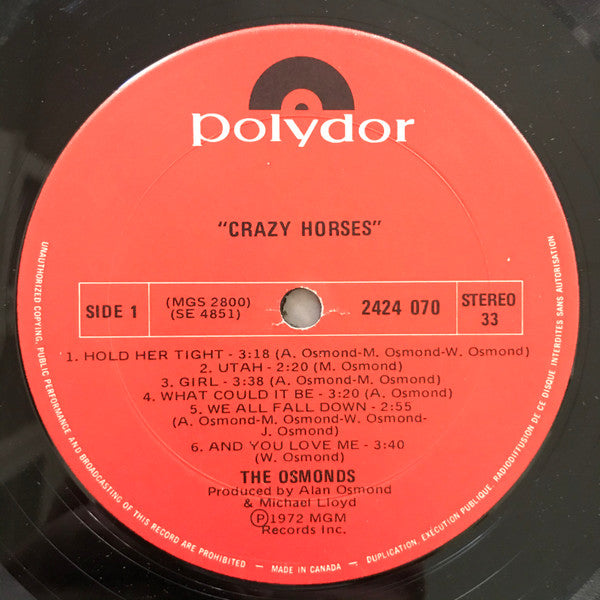 polydor
"CRAZY HORSES"
SIDE 1
(MGS 2800)
(SE 4851)
2424 070
STEREO
33
1. HOLD HER TIGHT - 3:18 (A. Osmond-M. Osmond-W. Osmond)
2. UTAH - 2:20 (M. Osmond)
3. GIRL - 3:38 (A. Osmond-M. Osmond)
4. WHAT COULD IT BE - 3:20 (A. Osmond)
5. WE ALL FALL DOWN - 2:55
(A. Osmond-M. Osmond-W. Osmond-
J. Osmond)
6. AND YOU LOVE ME - 3:40
(W. Osmond)
THE OSMONDS
Produced by Alan Osmond
& Michael Lloyd
Ⓟ1972 MGM
Records Inc.
UNAUTHORIZED COPYING, PUBLIC PERFORMANCE AND BROADCASTING OF THIS RECORD ARE PROHIBITED – MADE IN CANADA – DUPLICATION, EXÉCUTION PUBLIQUE, RADIODIFFUSION DE CE DISQUE INTERDITES SANS AUTORISATION